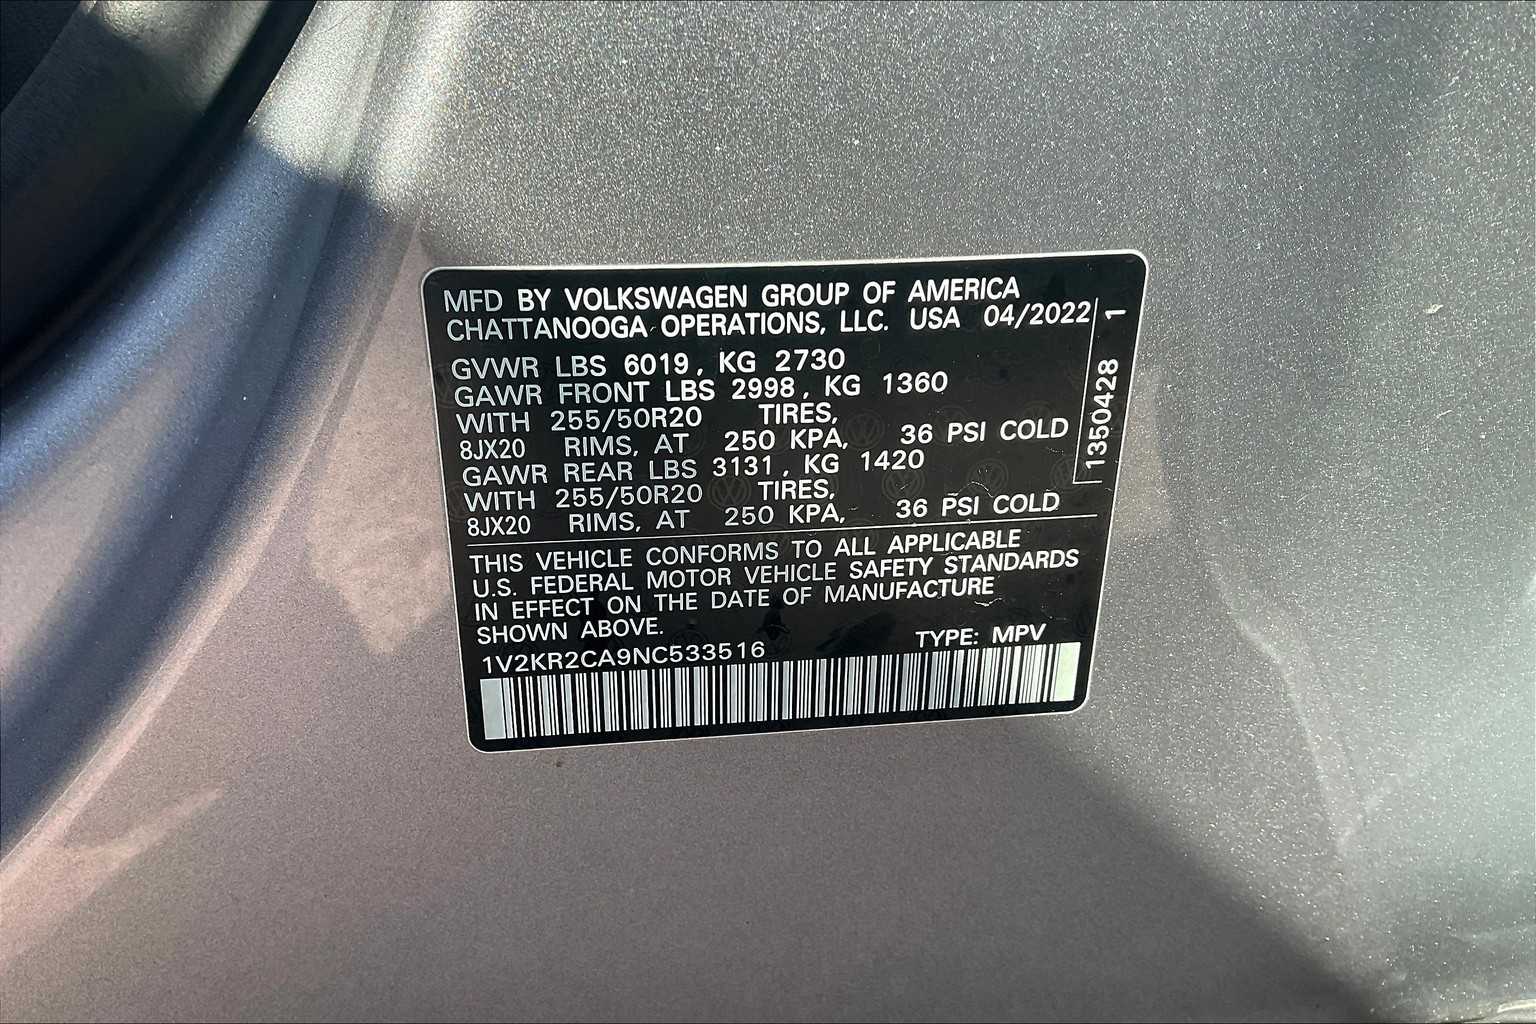 MFD BY VOLKSWAGEN GROUP OF AMERICA
CHATTANOOGA OPERATIONS, LLC. USA 04/2022
GVWR LBS 6019, KG 2730
GAWR FRONT LBS 2998, KG 1360
WITH 255/50R20 TIRES,
8JX20 RIMS, AT 250 KPA, 36 PSI COLD
GAWR REAR LBS 3131, KG 1420
WITH 255/50R20 TIRES,
8JX20 RIMS, AT 250 KPA, 36 PSI COLD
THIS VEHICLE CONFORMS TO ALL APPLICABLE
U.S. FEDERAL MOTOR VEHICLE SAFETY STANDARDS
IN EFFECT ON THE DATE OF MANUFACTURE
SHOWN ABOVE.
TYPE: MPV
1V2KR2CA9NC533516
1350428 1